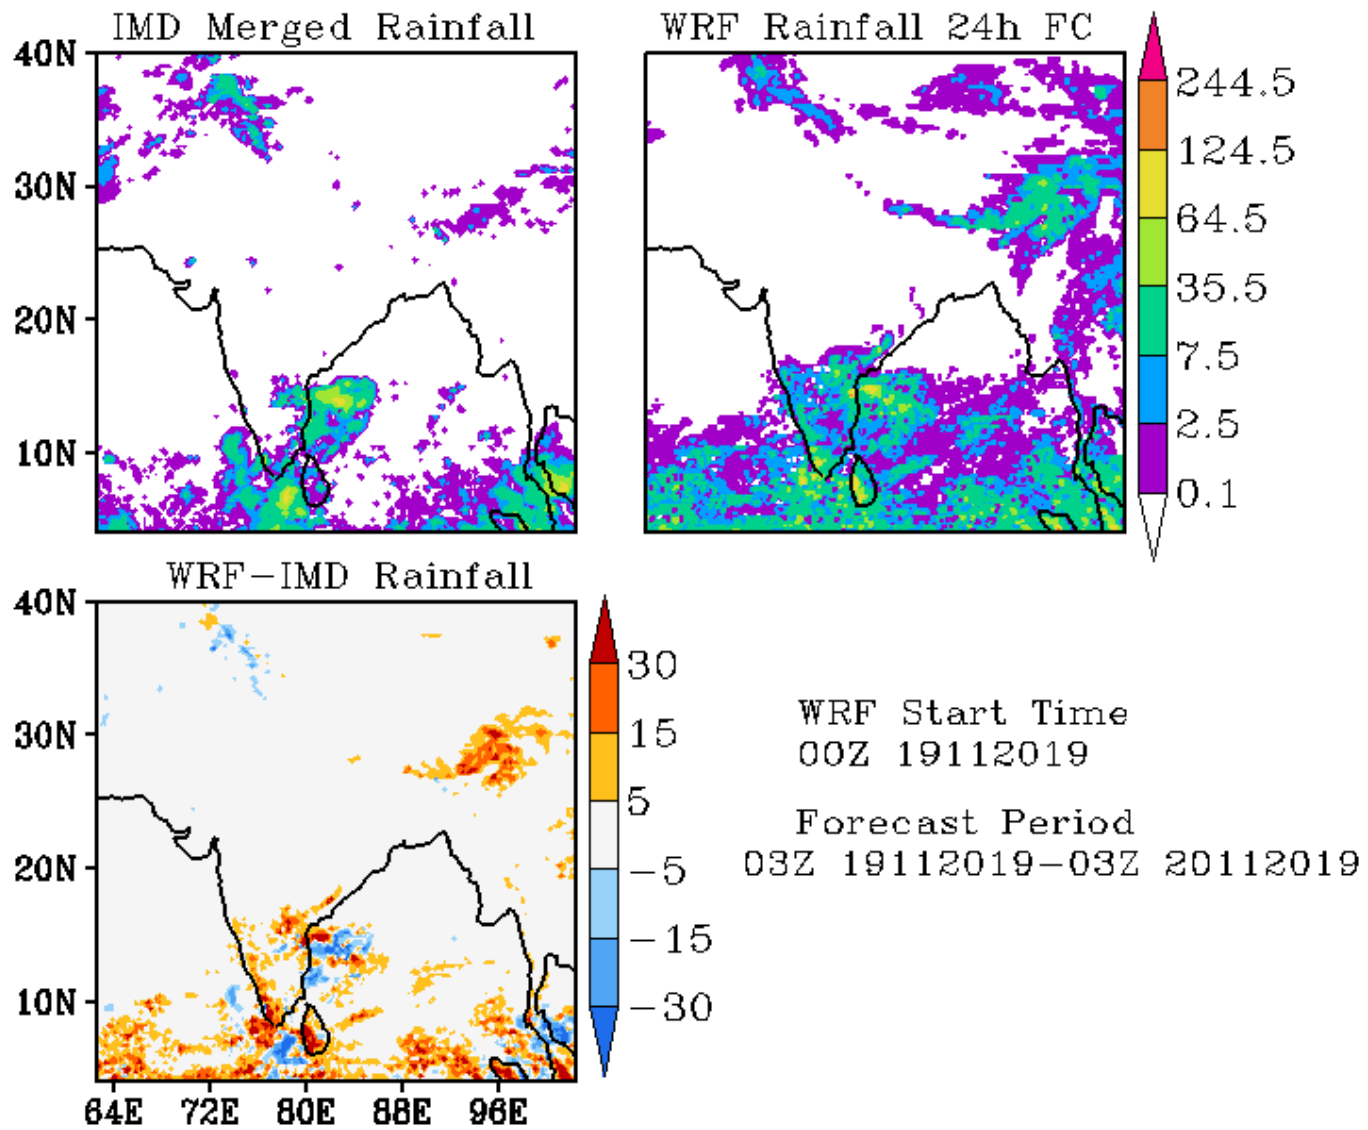 IMD Merged Rainfall
WRF Rainfall 24h FC
40N
30N
20N
10N
244.5
124.5
64.5
35.5
7.5
2.5
0.1
WRF-IMD Rainfall
40N
30N
20N
10N
64E 72E 80E 88E 96E
30
15
5
-5
-15
-30
WRF Start Time
00Z 19112019
Forecast Period
03Z 19112019-03Z 20112019